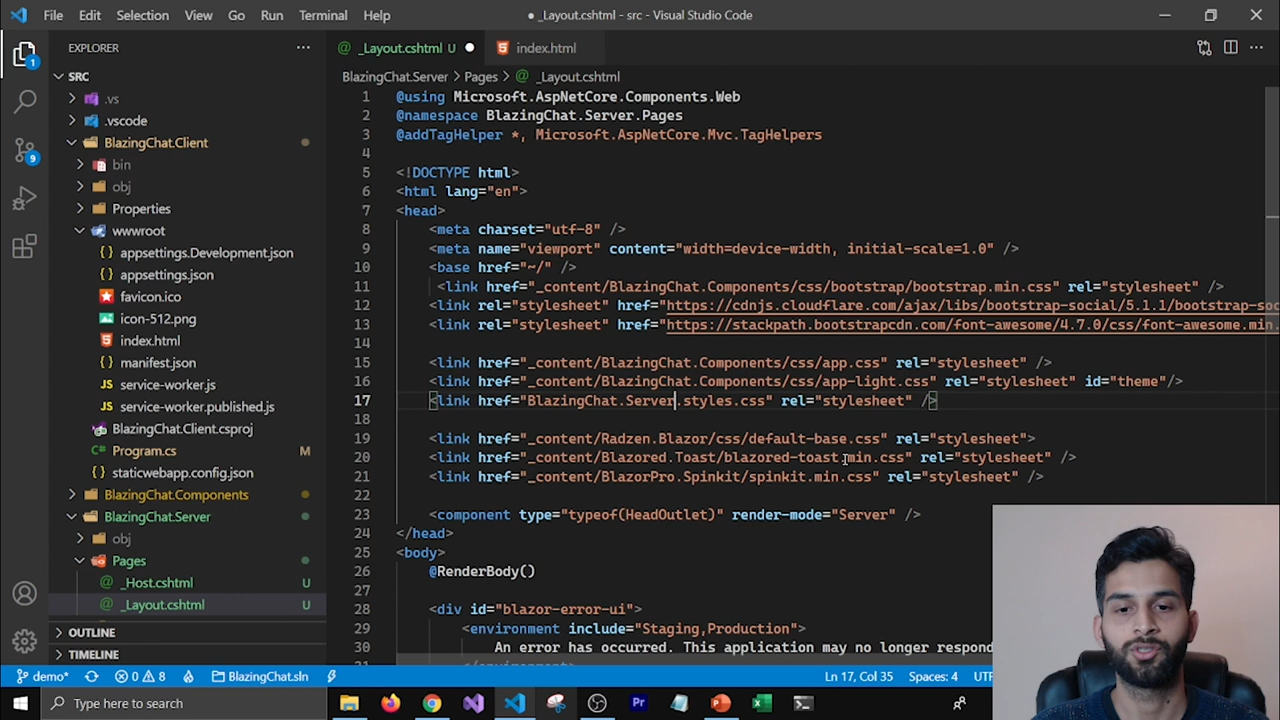 File Edit Selection View Go Run Terminal Help
● _Layout.cshtml - src - Visual Studio Code
EXPLORER
_Layout.cshtml U
index.html
SRC
BlazingChat.Server > Pages > _Layout.cshtml
.vs
.vscode
BlazingChat.Client
bin
obj
Properties
wwwroot
appsettings.Development.json
appsettings.json
favicon.ico
icon-512.png
index.html
manifest.json
service-worker.js
service-worker.published.js
BlazingChat.Client.csproj
Program.cs M
staticwebapp.config.json
BlazingChat.Components
BlazingChat.Server
obj
Pages
_Host.cshtml U
_Layout.cshtml U
OUTLINE
TIMELINE
1
9
1 @using Microsoft.AspNetCore.Components.Web
2 @namespace BlazingChat.Server.Pages
3 @addTagHelper *, Microsoft.AspNetCore.Mvc.TagHelpers
4
5 <!DOCTYPE html>
6 <html lang="en">
7 <head>
8 <meta charset="utf-8" />
9 <meta name="viewport" content="width=device-width, initial-scale=1.0" />
10 <base href="~/" />
11 <link href="_content/BlazingChat.Components/css/bootstrap/bootstrap.min.css" rel="stylesheet" />
12 <link rel="stylesheet" href="https://cdnjs.cloudflare.com/ajax/libs/bootstrap-social/5.1.1/bootstrap-so
13 <link rel="stylesheet" href="https://stackpath.bootstrapcdn.com/font-awesome/4.7.0/css/font-awesome.min.
14
15 <link href="_content/BlazingChat.Components/css/app.css" rel="stylesheet" />
16 <link href="_content/BlazingChat.Components/css/app-light.css" rel="stylesheet" id="theme"/>
17 <link href="BlazingChat.Server.styles.css" rel="stylesheet" />
18
19 <link href="_content/Radzen.Blazor/css/default-base.css" rel="stylesheet">
20 <link href="_content/Blazored.Toast/blazored-toast.min.css" rel="stylesheet" />
21 <link href="_content/BlazorPro.Spinkit/spinkit.min.css" rel="stylesheet" />
22
23 <component type="typeof(HeadOutlet)" render-mode="Server" />
24 </head>
25 <body>
26 @RenderBody()
27
28 <div id="blazor-error-ui">
29 <environment include="Staging,Production">
30 An error has occurred. This application may no longer respond
31 </environment>
demo* 0 8 BlazingChat.sln Ln 17, Col 35 Spaces: 4 UTF
Type here to search